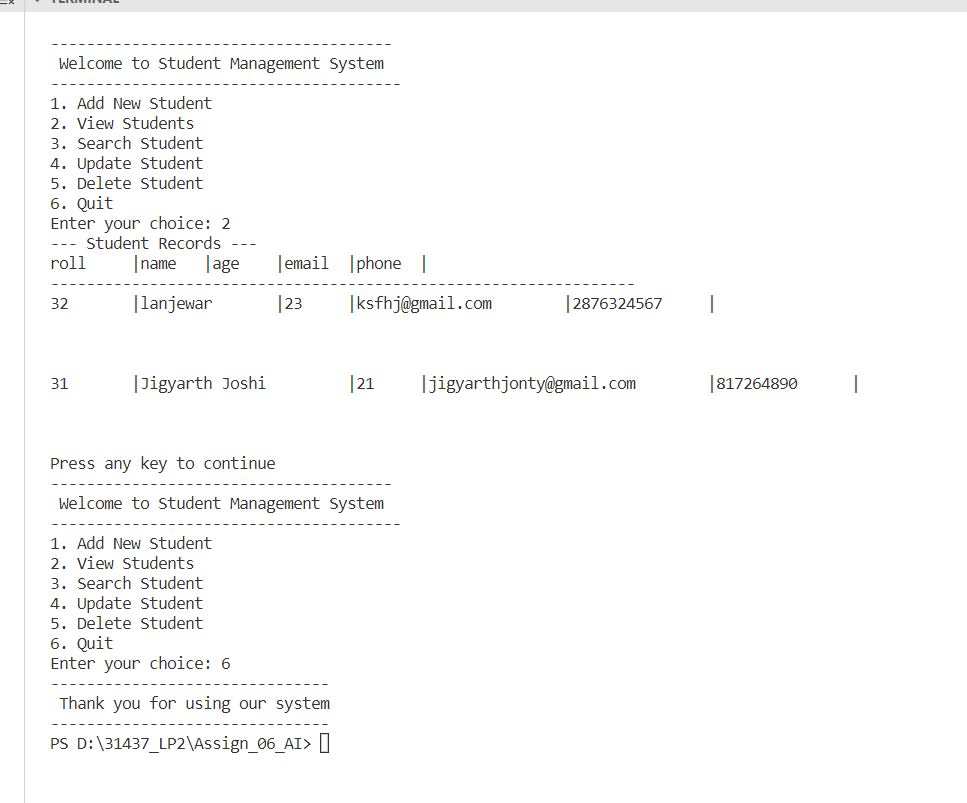 TERMINAL
--------------------------------------
 Welcome to Student Management System
---------------------------------------
1. Add New Student
2. View Students
3. Search Student
4. Update Student
5. Delete Student
6. Quit
Enter your choice: 2
--- Student Records ---
roll     |name   |age    |email  |phone  |
-----------------------------------------------------------------
32       |lanjewar       |23     |ksfhj@gmail.com        |2876324567     |
31       |Jigyarth Joshi         |21     |jigyarthjonty@gmail.com        |817264890      |
Press any key to continue
--------------------------------------
 Welcome to Student Management System
---------------------------------------
1. Add New Student
2. View Students
3. Search Student
4. Update Student
5. Delete Student
6. Quit
Enter your choice: 6
-------------------------------
 Thank you for using our system
-------------------------------
PS D:\31437_LP2\Assign_06_AI>